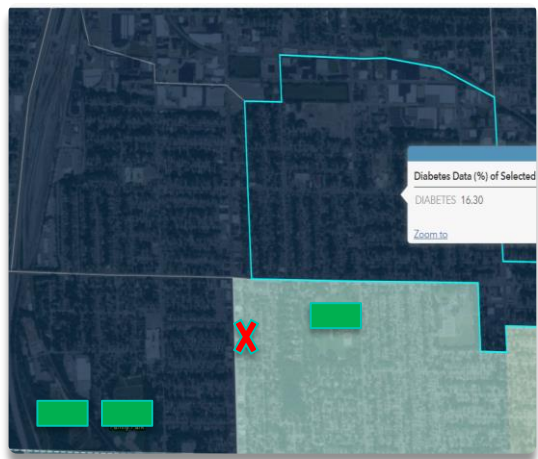 Diabetes Data (%) of Selected
DIABETES 16.30
Zoom to
X